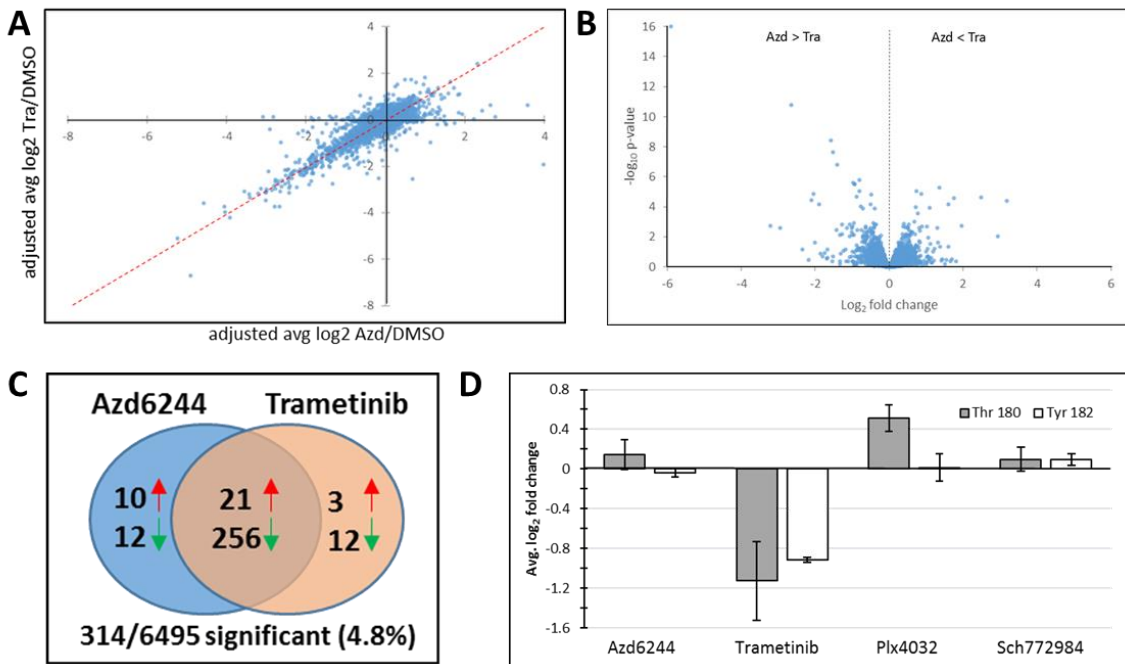 A
adjusted avg log2 Tra/DMSO
4
2
0
-8
-6
-4
-2
0
2
4
-2
-4
-6
-8
adjusted avg log2 Azd/DMSO
B
Azd > Tra
Azd < Tra
-log10 p-value
16
14
12
10
8
6
4
2
0
-6
-4
-2
0
2
4
6
Log2 fold change
C
Azd6244
Trametinib
10
21
3
12
256
12
314/6495 significant (4.8%)
D
Thr 180
Tyr 182
Avg. log2 fold change
0.8
0.4
0
-0.4
-0.8
-1.2
-1.6
Azd6244
Trametinib
Plx4032
Sch772984